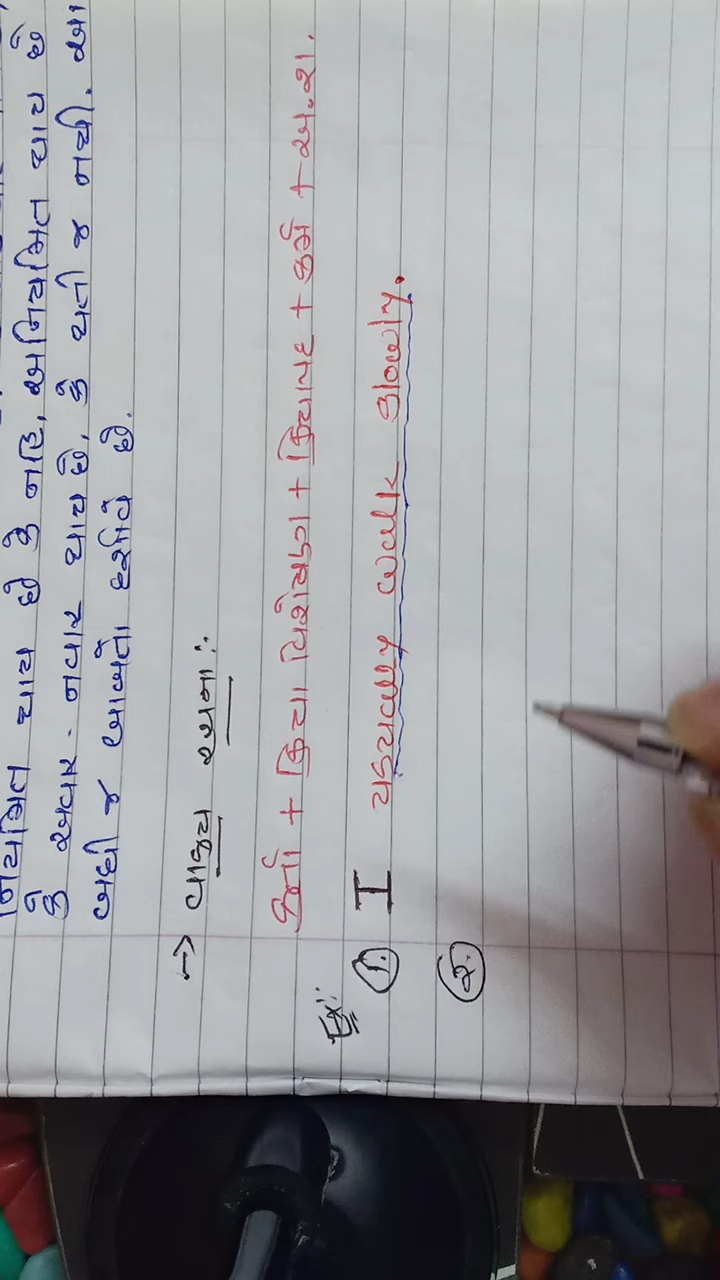 નિયમિત થાય છે કે નહિ, અનિયમિત થાય છે
કે અવાર-નવાર થાય છે, કે થતી જ નથી. આ
બધી જ બાબતો દર્શાવે છે.
→ વાક્ય રચના:
કર્તા + ક્રિયા વિશેષણ + ક્રિયાપદ + કર્મ + અ.શ.
Ex:
1. I usually walk slowly.
2.